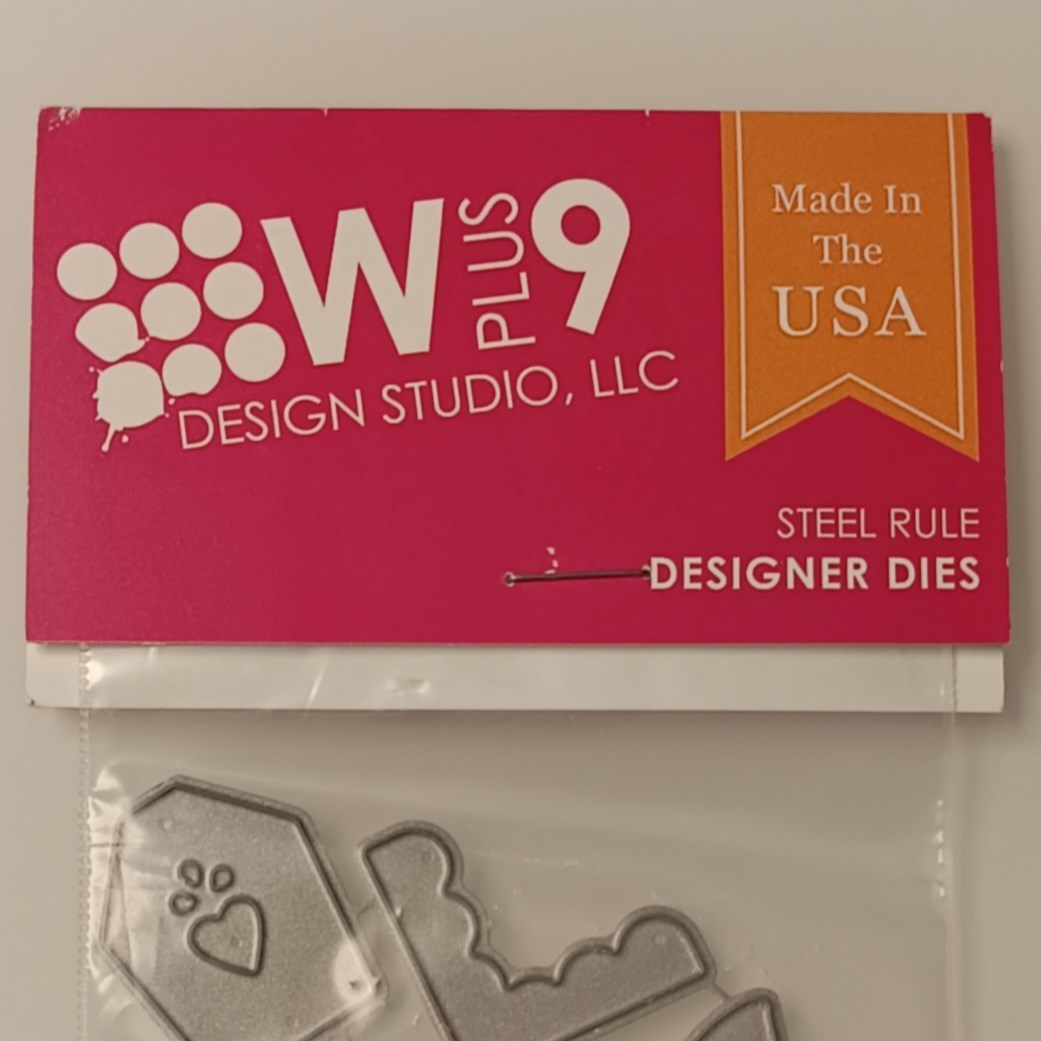 W PLUS 9
DESIGN STUDIO, LLC
Made In
The
USA
STEEL RULE
DESIGNER DIES